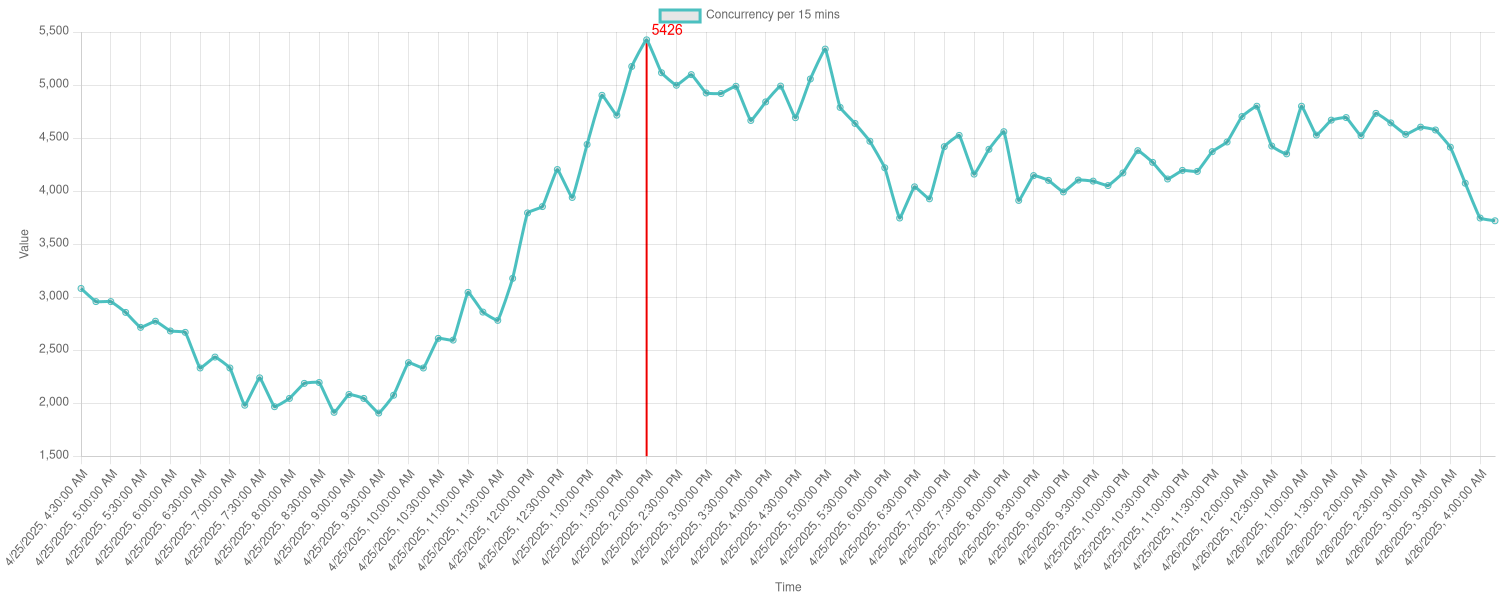 Concurrency per 15 mins
5426
5,500
5,000
4,500
4,000
3,500
3,000
2,500
2,000
1,500
Value
4/25/2025, 4:30:00 AM
4/25/2025, 5:00:00 AM
4/25/2025, 5:30:00 AM
4/25/2025, 6:00:00 AM
4/25/2025, 6:30:00 AM
4/25/2025, 7:00:00 AM
4/25/2025, 7:30:00 AM
4/25/2025, 8:00:00 AM
4/25/2025, 8:30:00 AM
4/25/2025, 9:00:00 AM
4/25/2025, 9:30:00 AM
4/25/2025, 10:00:00 AM
4/25/2025, 10:30:00 AM
4/25/2025, 11:00:00 AM
4/25/2025, 11:30:00 AM
4/25/2025, 12:00:00 PM
4/25/2025, 12:30:00 PM
4/25/2025, 1:00:00 PM
4/25/2025, 1:30:00 PM
4/25/2025, 2:00:00 PM
4/25/2025, 2:30:00 PM
4/25/2025, 3:00:00 PM
4/25/2025, 3:30:00 PM
4/25/2025, 4:00:00 PM
4/25/2025, 4:30:00 PM
4/25/2025, 5:00:00 PM
4/25/2025, 5:30:00 PM
4/25/2025, 6:00:00 PM
4/25/2025, 6:30:00 PM
4/25/2025, 7:00:00 PM
4/25/2025, 7:30:00 PM
4/25/2025, 8:00:00 PM
4/25/2025, 8:30:00 PM
4/25/2025, 9:00:00 PM
4/25/2025, 9:30:00 PM
4/25/2025, 10:00:00 PM
4/25/2025, 10:30:00 PM
4/25/2025, 11:00:00 PM
4/25/2025, 11:30:00 PM
4/26/2025, 12:00:00 AM
4/26/2025, 12:30:00 AM
4/26/2025, 1:00:00 AM
4/26/2025, 1:30:00 AM
4/26/2025, 2:00:00 AM
4/26/2025, 2:30:00 AM
4/26/2025, 3:00:00 AM
4/26/2025, 3:30:00 AM
4/26/2025, 4:00:00 AM
Time